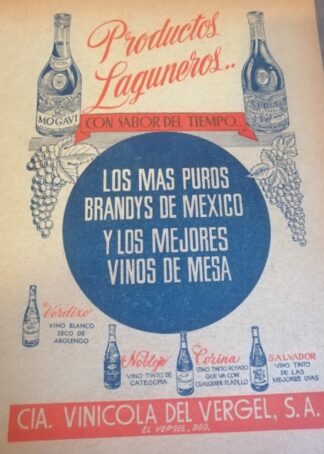 Productos
Laguneros..
CON SABOR DEL TIEMPO..
MOGAVI
LOS MAS PUROS
BRANDYS DE MEXICO
Y LOS MEJORES
VINOS DE MESA
Verdizo
VINO BLANCO
SECO DE
ABOLENGO
Noblejo
VINO TINTO DE
CATEGORIA
Corina
VINO TINTO ROSADO
QUE VA CON
CUALQUIER PLATILLO
SALVADOR
VINO TINTO
DE LAS
MEJORES UVAS
CIA. VINICOLA DEL VERGEL, S.A.
EL VERGEL, DGO.